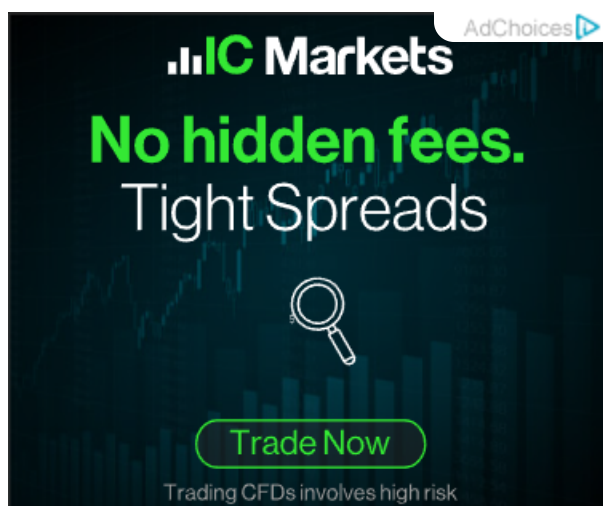 AdChoices
IC Markets
No hidden fees.
Tight Spreads
Trade Now
Trading CFDs involves high risk